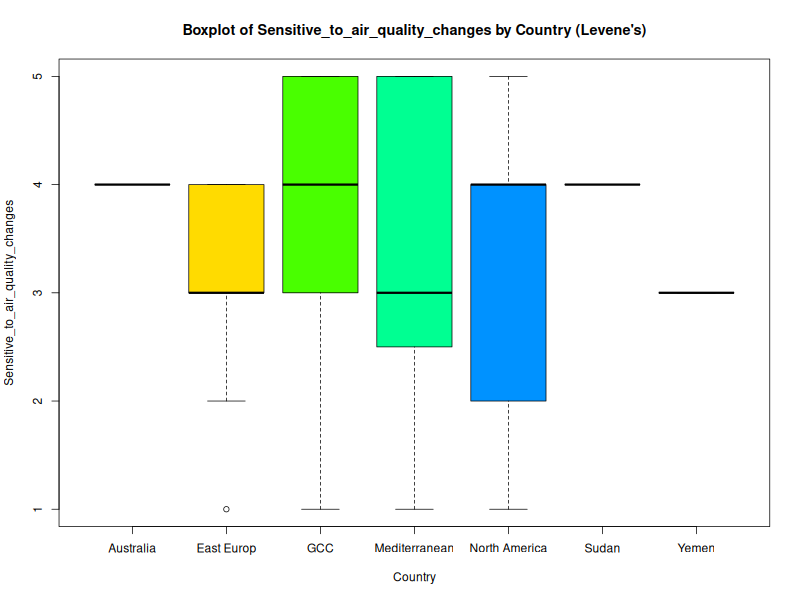 Boxplot of Sensitive_to_air_quality_changes by Country (Levene's)
Sensitive_to_air_quality_changes
5
4
3
2
1
Australia East Europ GCC Mediterranean North America Sudan Yemen
Country